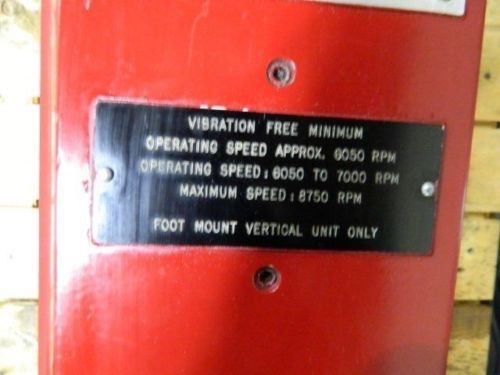 VIBRATION FREE MINIMUM
OPERATING SPEED APPROX. 6050 RPM
OPERATING SPEED: 6050 TO 7000 RPM
MAXIMUM SPEED: 8750 RPM
FOOT MOUNT VERTICAL UNIT ONLY